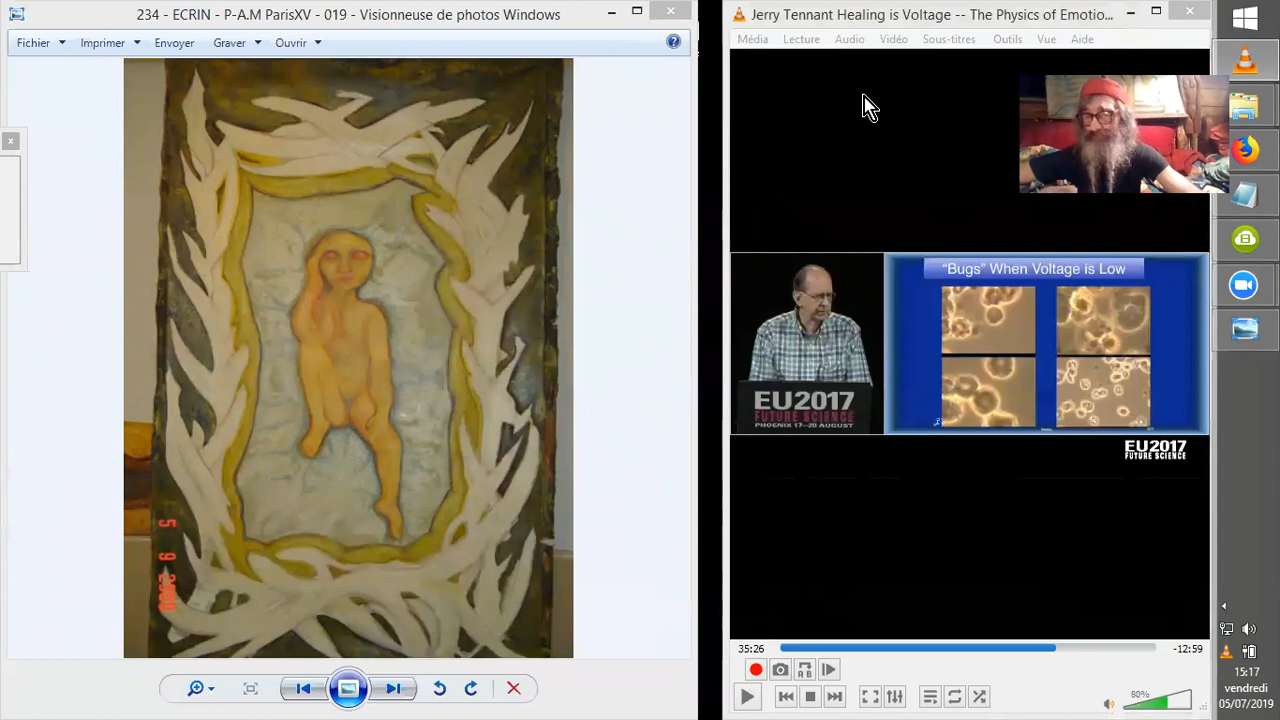 234 - ECRIN - P-A.M ParisXV - 019 - Visionneuse de photos Windows
Fichier Imprimer Envoyer Graver Ouvrir
5 9 2000
Jerry Tennant Healing is Voltage -- The Physics of Emotio...
Média Lecture Audio Vidéo Sous-titres Outils Vue Aide
"Bugs" When Voltage is Low
EU2017
FUTURE SCIENCE
PHOENIX 17–20 AUGUST
EU2017
FUTURE SCIENCE
35:26 -12:59
A B
80%
15:17
vendredi
05/07/2019